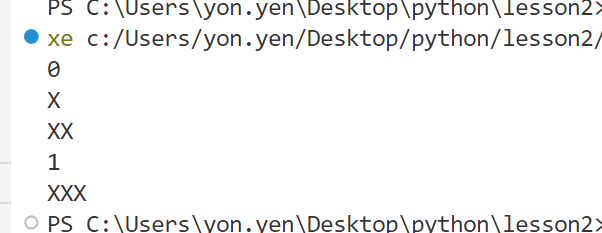 PS C:\Users\yon.yen\Desktop\python\lesson2>
xe c:/Users/yon.yen/Desktop/python/lesson2/
0
X
XX
1
XXX
PS C:\Users\yon.yen\Desktop\python\lesson2>